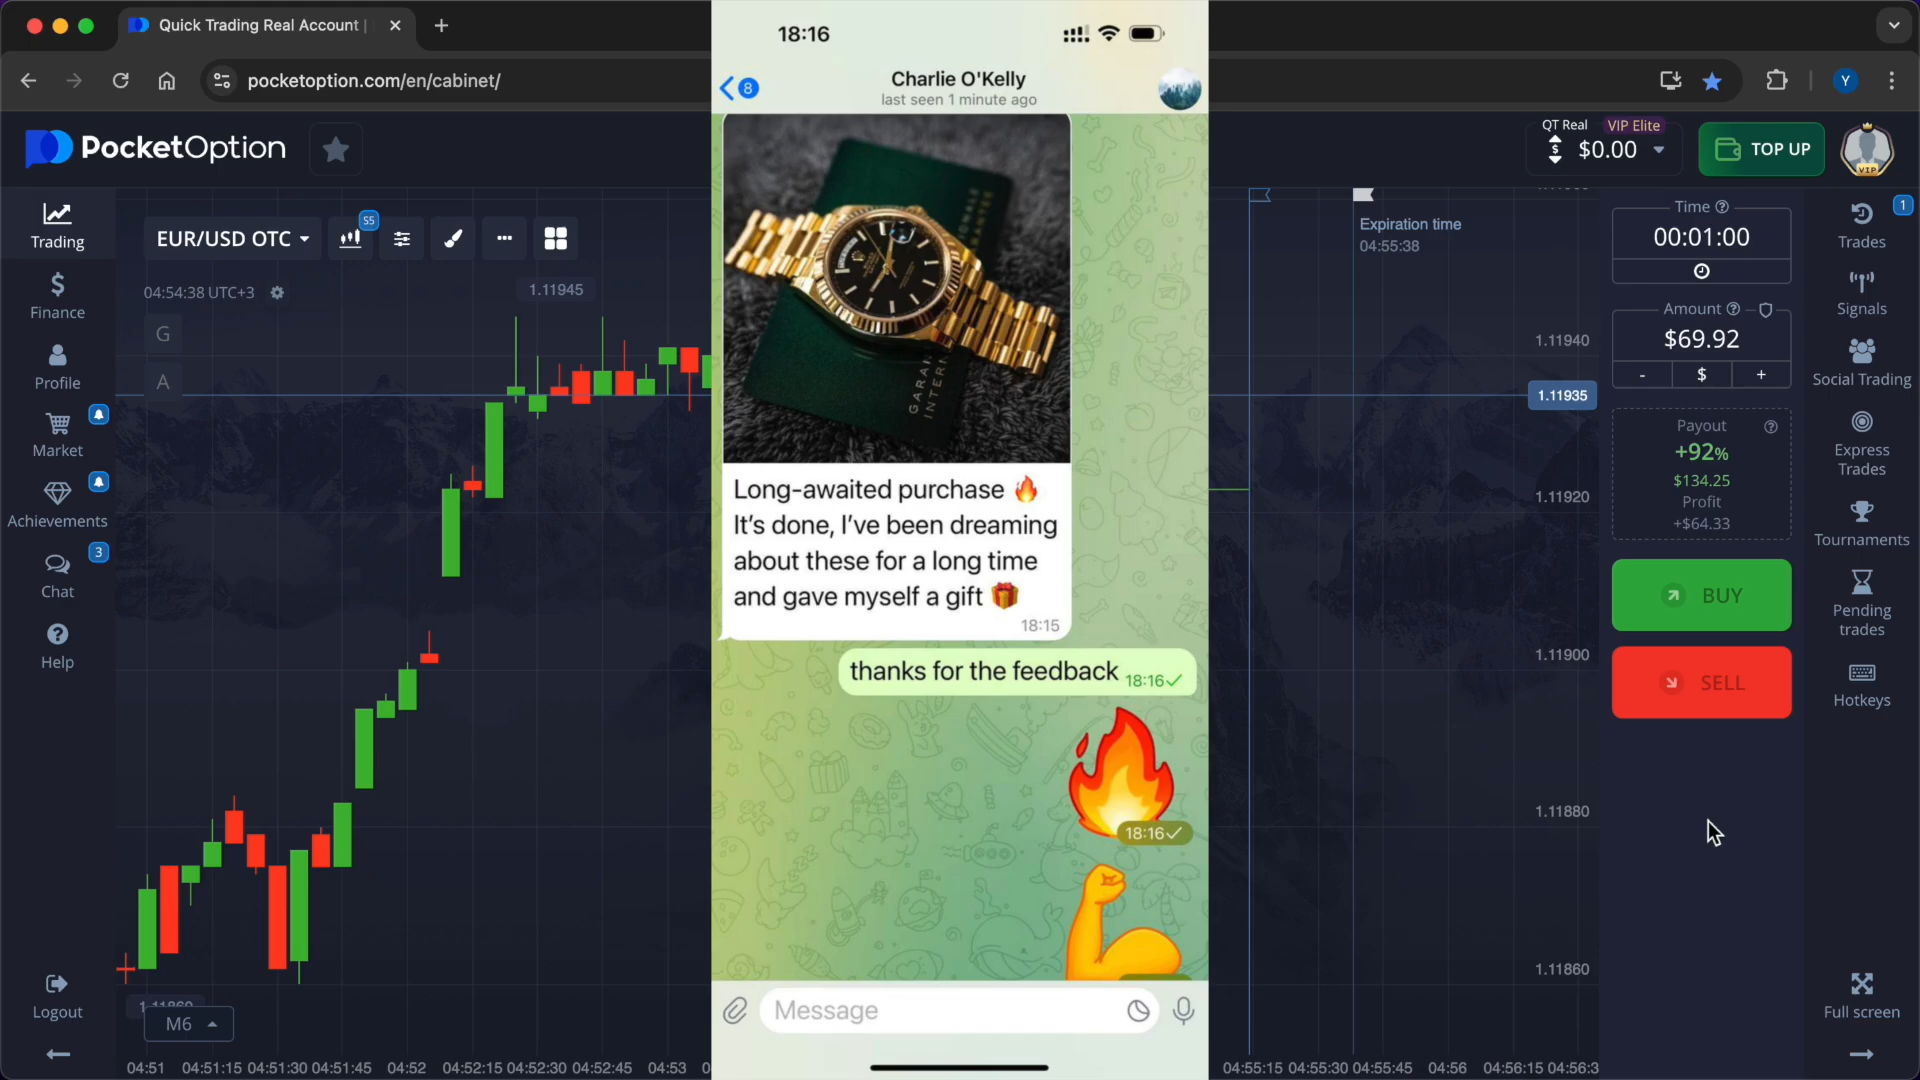 Quick Trading Real Account |
pocketoption.com/en/cabinet/
Y
PocketOption
QT Real
VIP Elite
$
$0.00
TOP UP
VIP
Trading
Finance
Profile
Market
Achievements
3
Chat
Help
Logout
EUR/USD OTC
S5
04:54:38 UTC+3
1.11945
G
A
M6
04:51 04:51:15 04:51:30 04:51:45 04:52 04:52:15 04:52:30 04:52:45 04:53
18:16
8
Charlie O'Kelly
last seen 1 minute ago
Long-awaited purchase 🔥
It's done, I've been dreaming
about these for a long time
and gave myself a gift 🎁
18:15
thanks for the feedback 18:16
18:16
Message
Expiration time
04:55:38
1.11940
1.11935
1.11920
1.11900
1.11880
1.11860
04:55:15 04:55:30 04:55:45 04:56 04:56:15 04:56:3
Time
00:01:00
Amount
$69.92
- $ +
Payout
+92%
$134.25
Profit
+$64.33
BUY
SELL
1
Trades
Signals
Social Trading
Express
Trades
Tournaments
Pending
trades
Hotkeys
Full screen